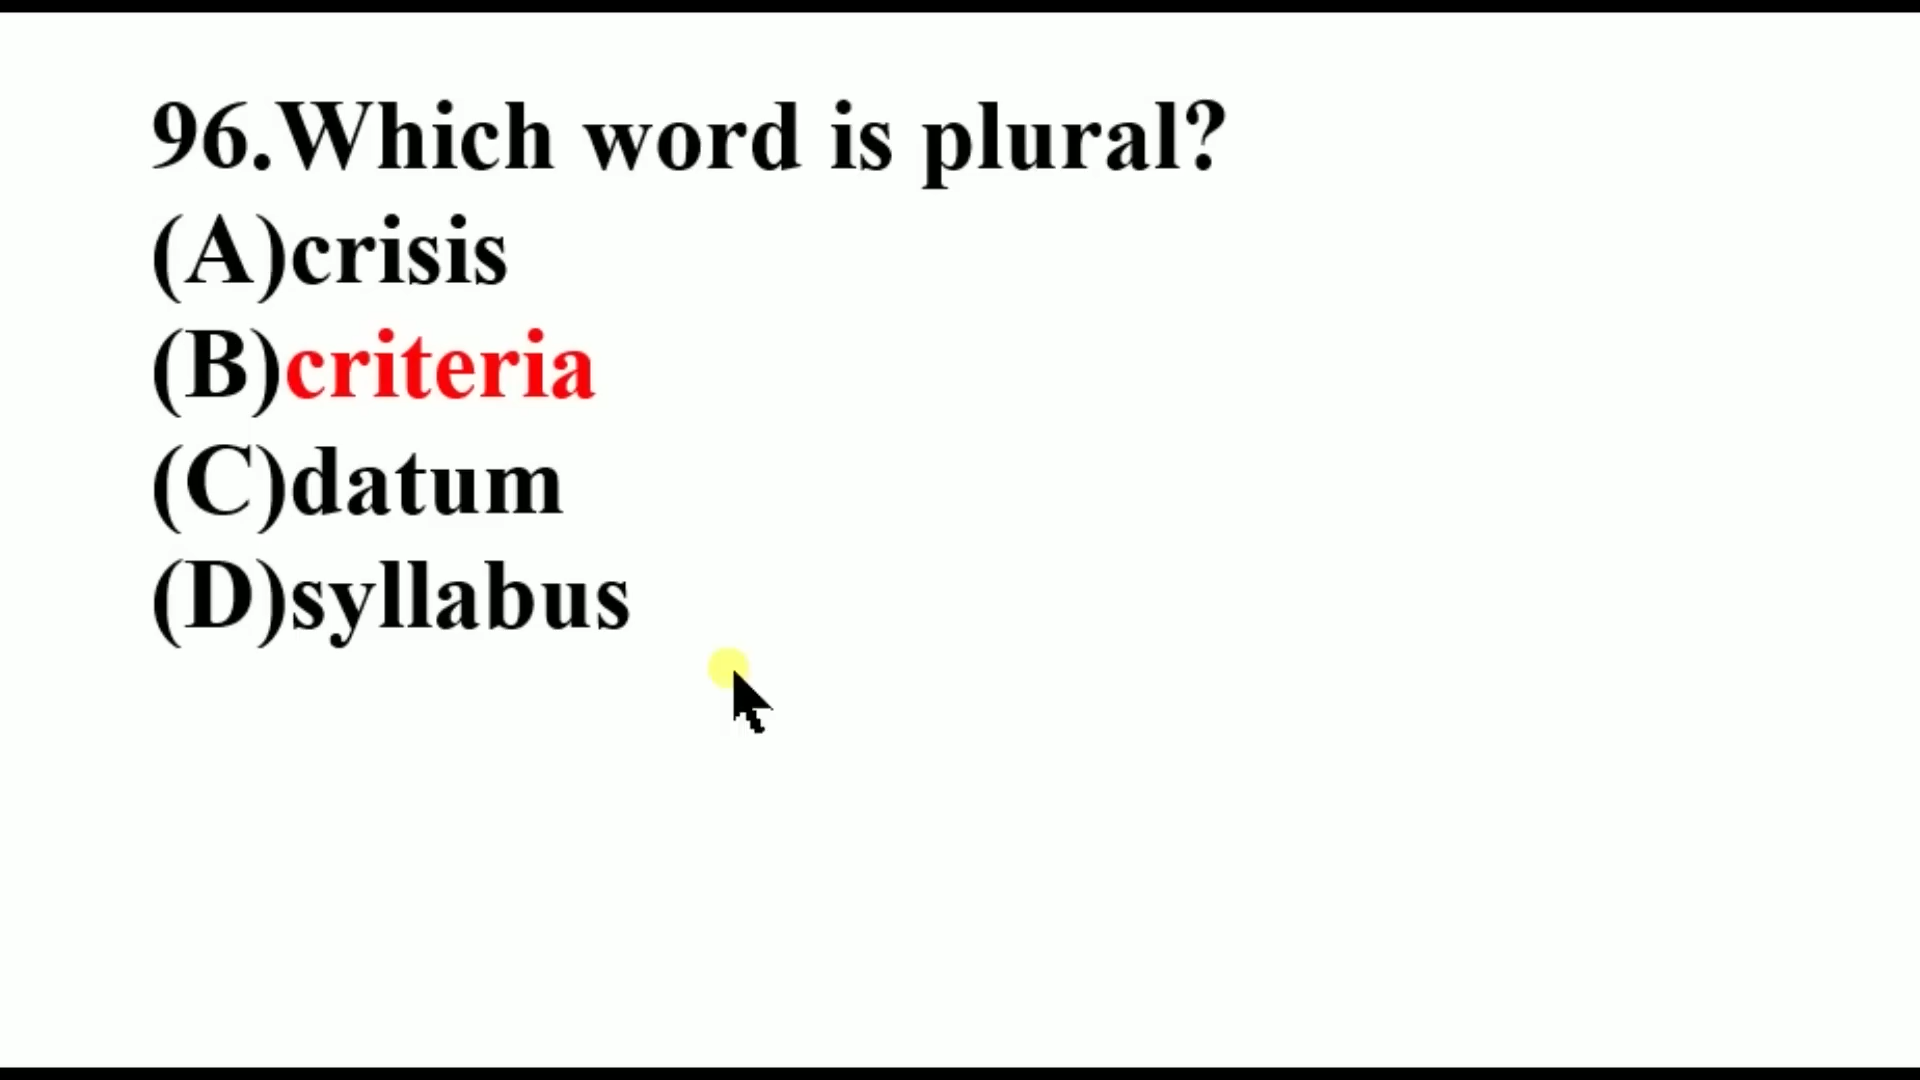 96.Which word is plural?
(A)crisis
(B)criteria
(C)datum
(D)syllabus